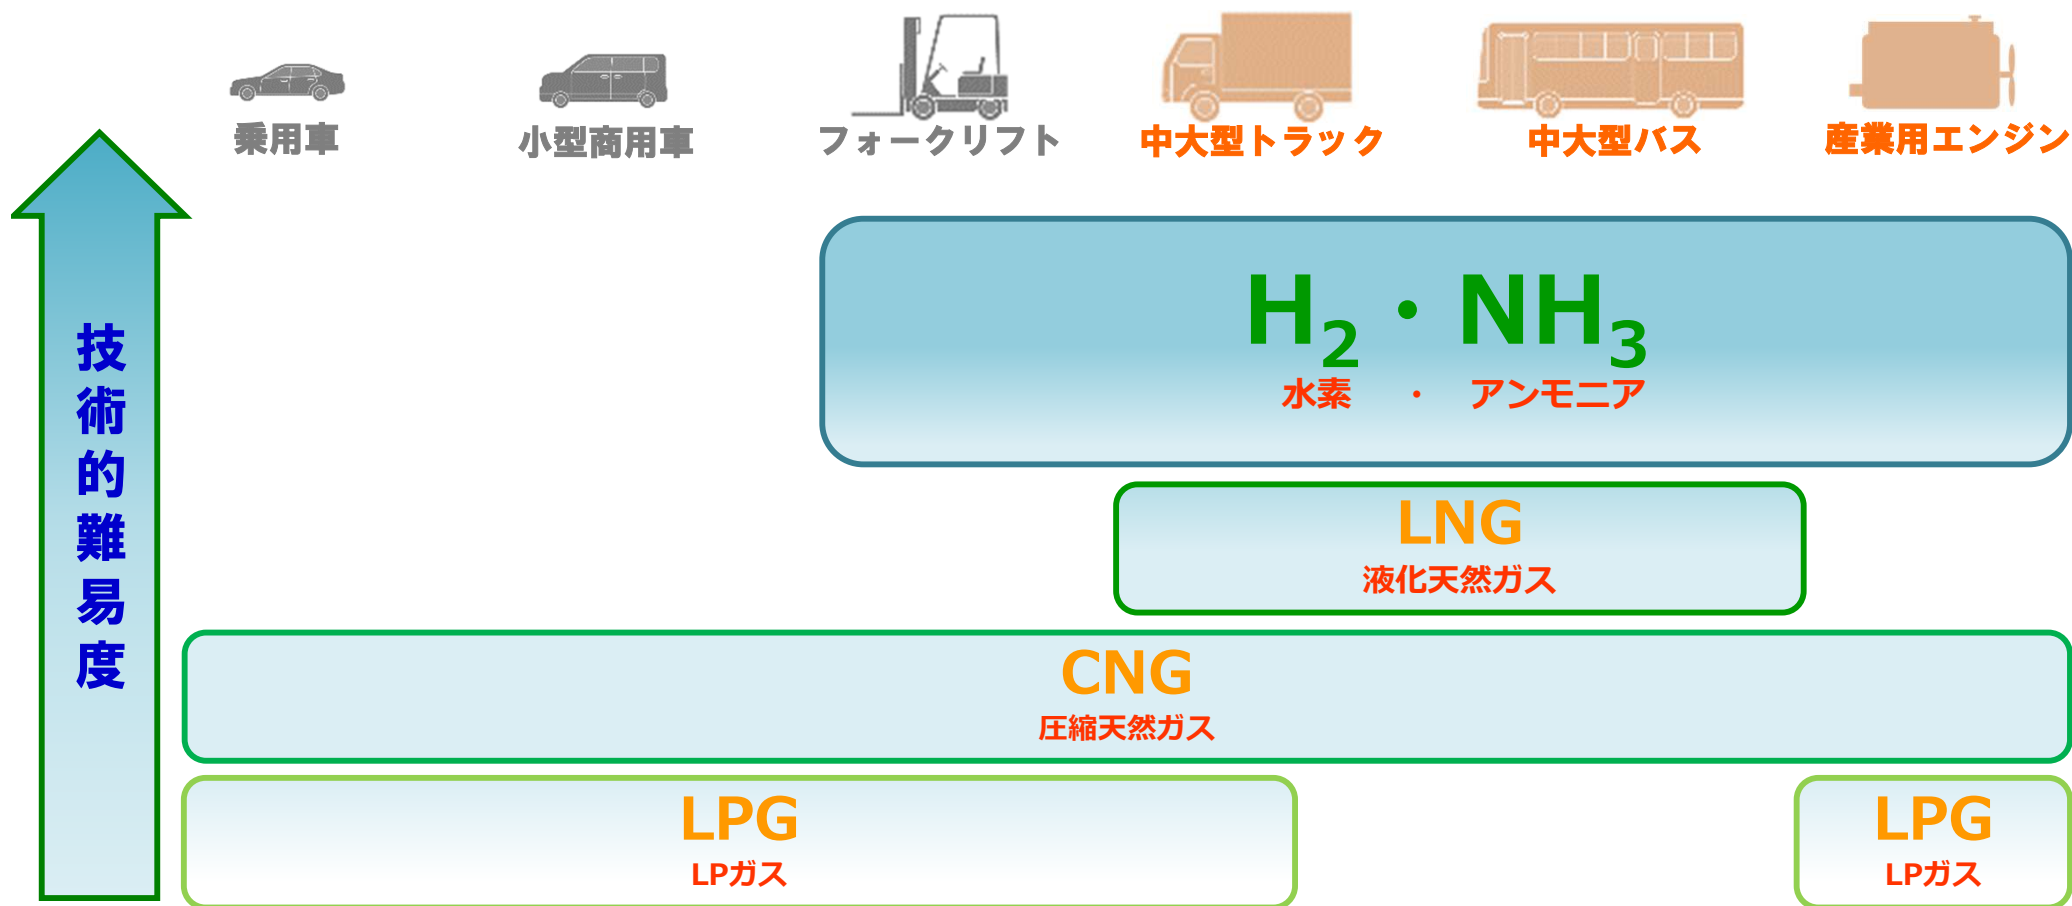 乗用車
小型商用車
フォークリフト
中大型トラック
中大型バス
産業用エンジン
技術的難易度
H₂・NH₃
水素 ・ アンモニア
LNG
液化天然ガス
CNG
圧縮天然ガス
LPG
LPガス
LPG
LPガス